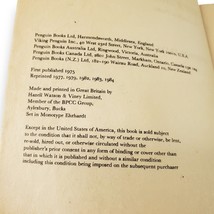 Penguin Books Ltd, Harmondsworth, Middlesex, England
Viking Penguin Inc., 40 West 23rd Street, New York, New York 10010, U.S.A.
Penguin Books Australia Ltd, Ringwood, Victoria, Australia
Penguin Books Canada Ltd, 2801 John Street, Markham, Ontario, Canada L3R 1B4
Penguin Books (N.Z.) Ltd, 182-190 Wairau Road, Auckland 10, New Zealand
First published 1975
Reprinted 1977, 1979, 1982, 1983, 1984
Made and printed in Great Britain by
Hazell Watson & Viney Limited,
Member of the BPCC Group,
Aylesbury, Bucks
Set in Monotype Ehrhardt
Except in the United States of America, this book is sold subject
to the condition that it shall not, by way of trade or otherwise, be lent,
re-sold, hired out, or otherwise circulated without the
publisher's prior consent in any form of binding or cover other than
that in which it is published and without a similar condition
including this condition being imposed on the subsequent purchaser